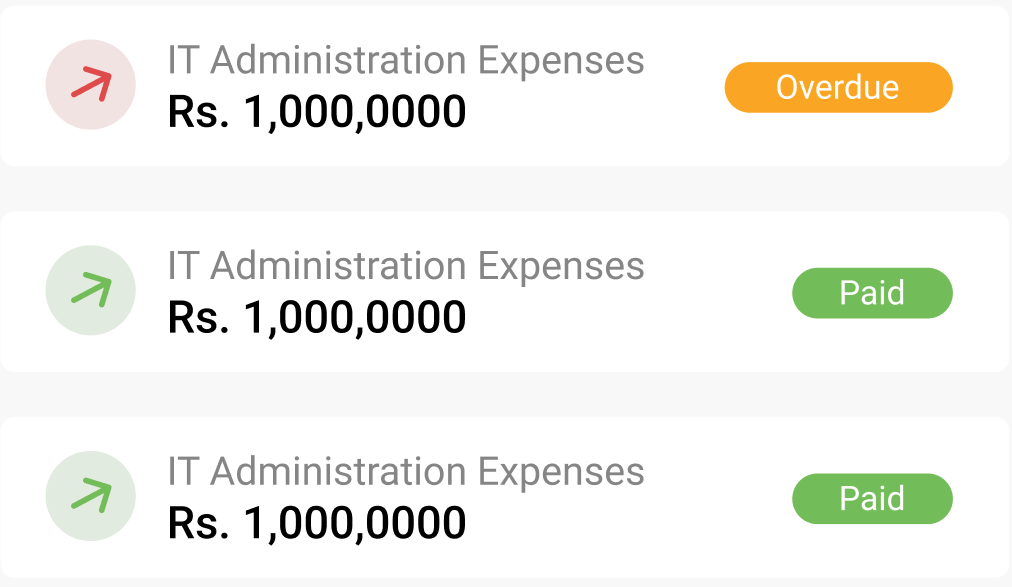 IT Administration Expenses
Rs. 1,000,0000
Overdue
IT Administration Expenses
Rs. 1,000,0000
Paid
IT Administration Expenses
Rs. 1,000,0000
Paid